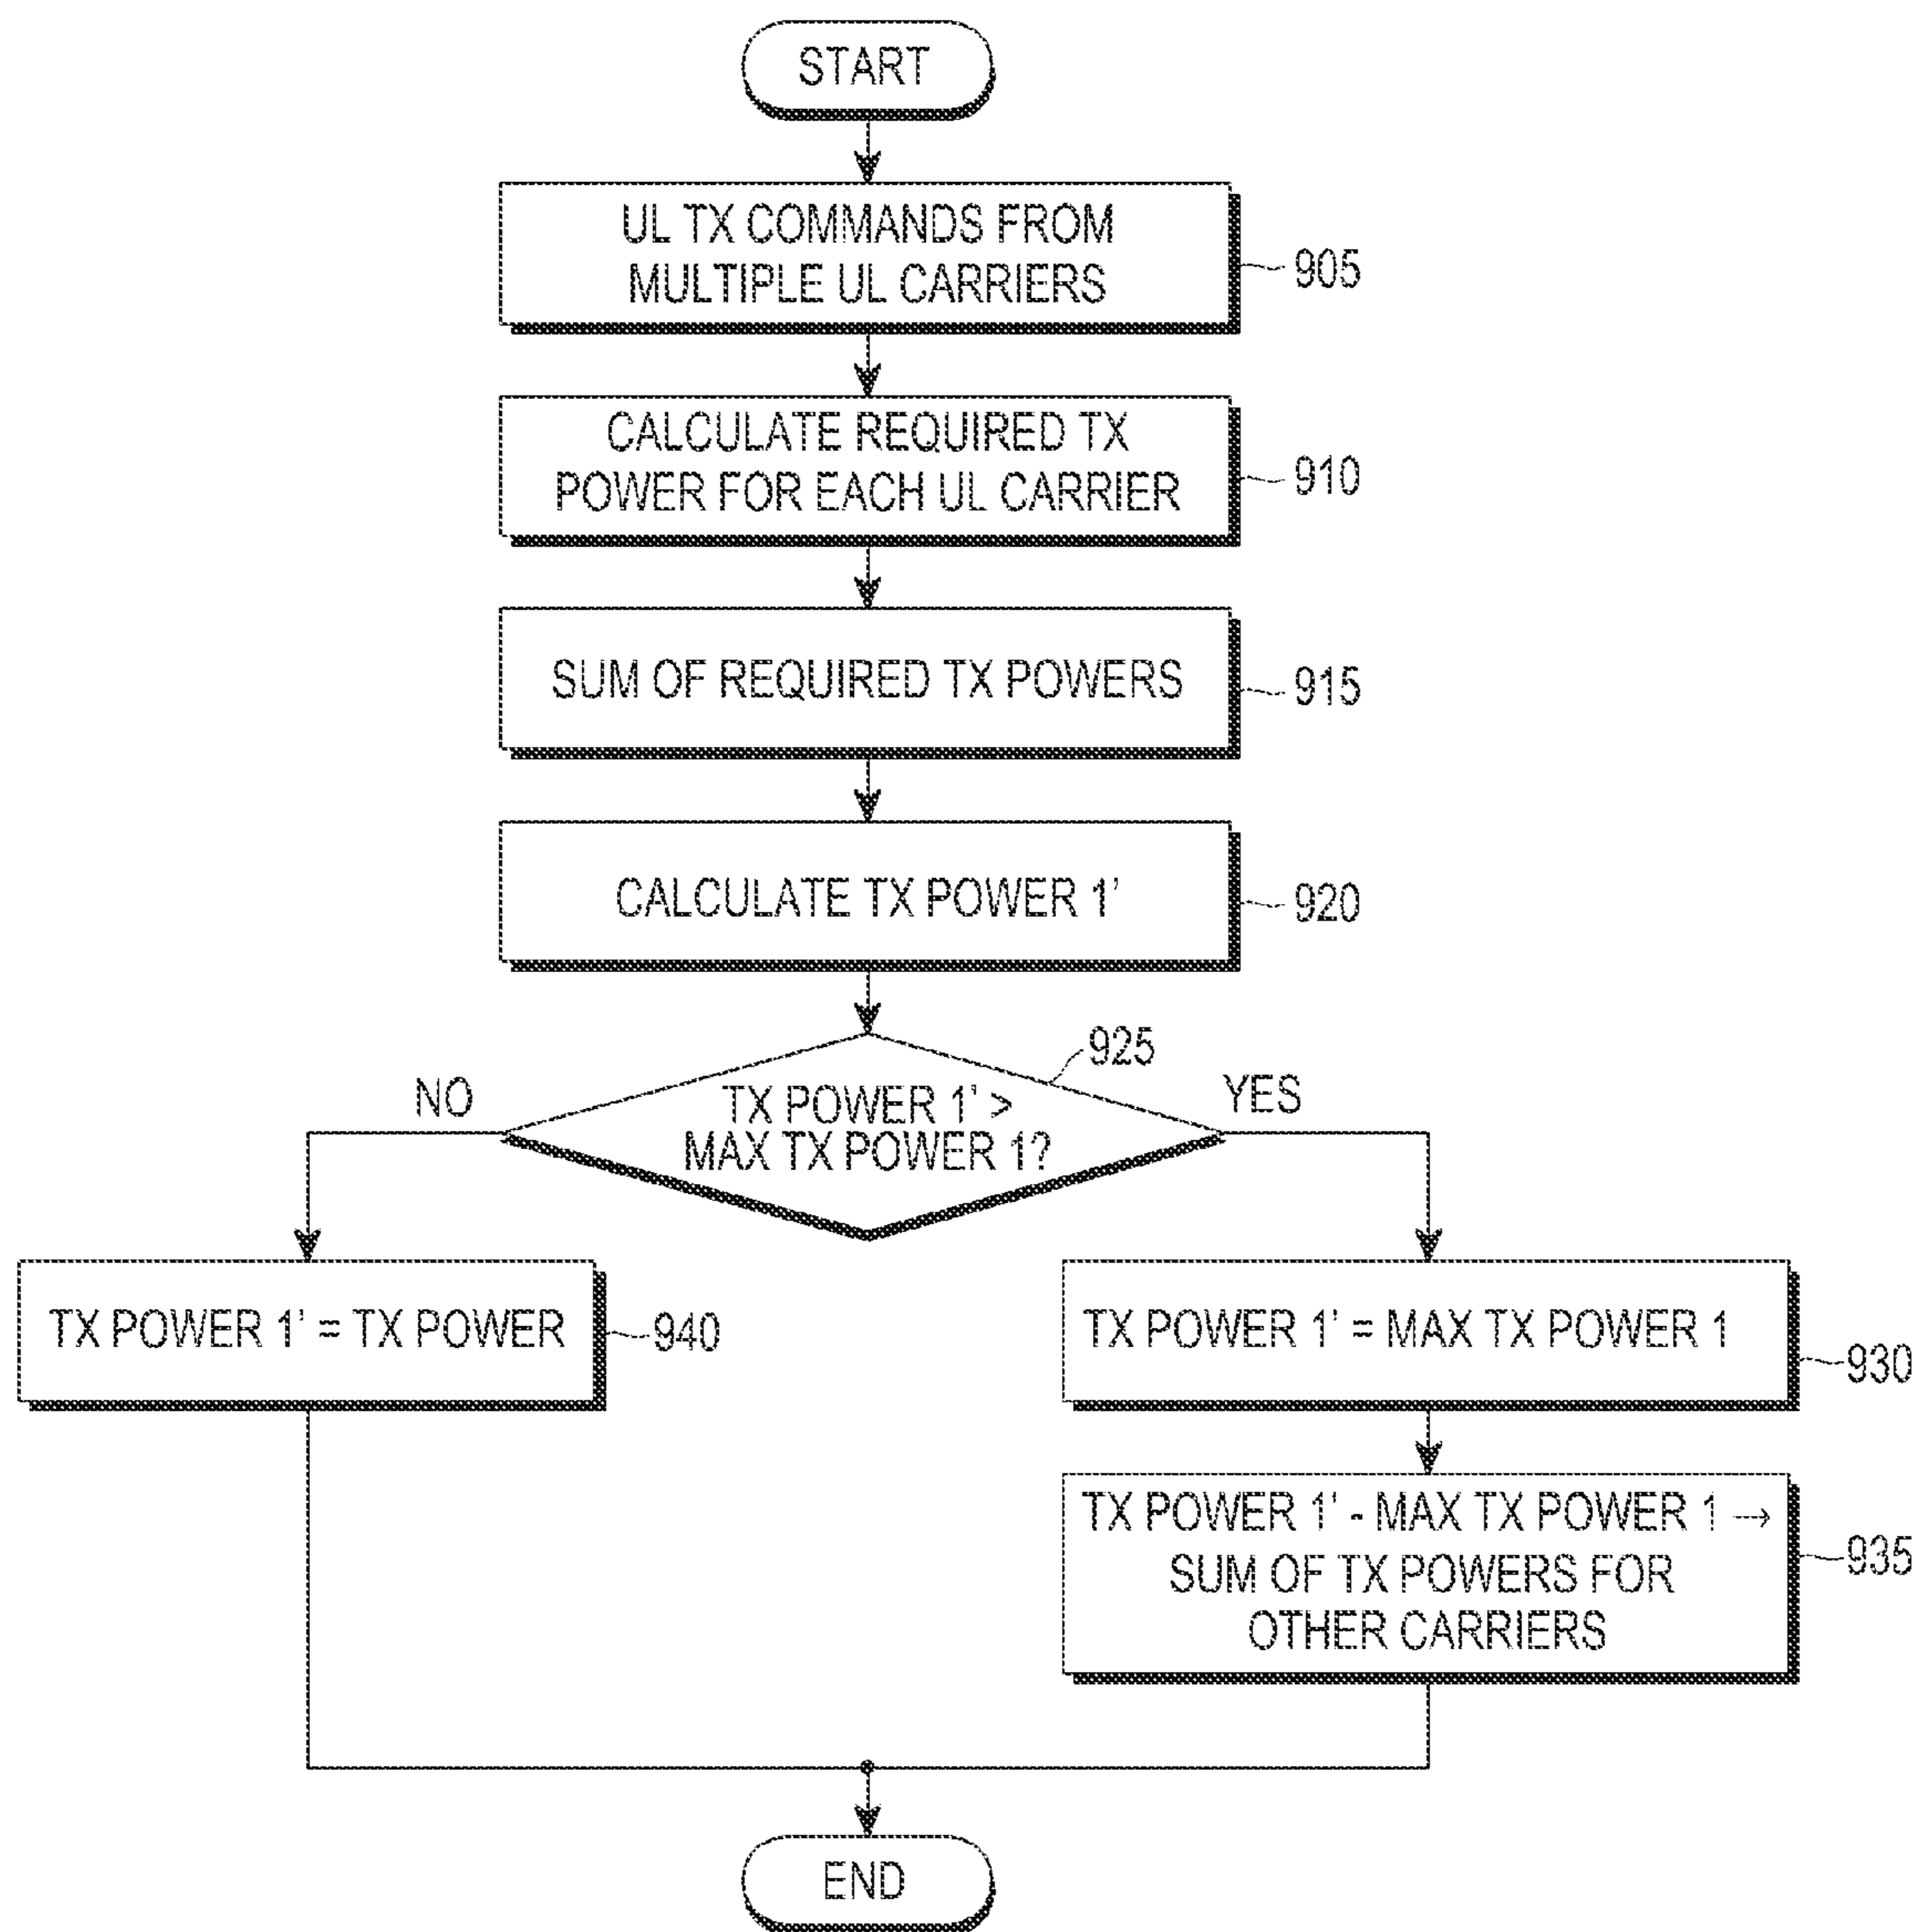 START
UL TX COMMANDS FROM
MULTIPLE UL CARRIERS
905
CALCULATE REQUIRED TX
POWER FOR EACH UL CARRIER
910
SUM OF REQUIRED TX POWERS
915
CALCULATE TX POWER 1'
920
925
NO
TX POWER 1' >
MAX TX POWER 1?
YES
TX POWER 1' = TX POWER
940
TX POWER 1' = MAX TX POWER 1
930
TX POWER 1' - MAX TX POWER 1 →
SUM OF TX POWERS FOR
OTHER CARRIERS
935
END